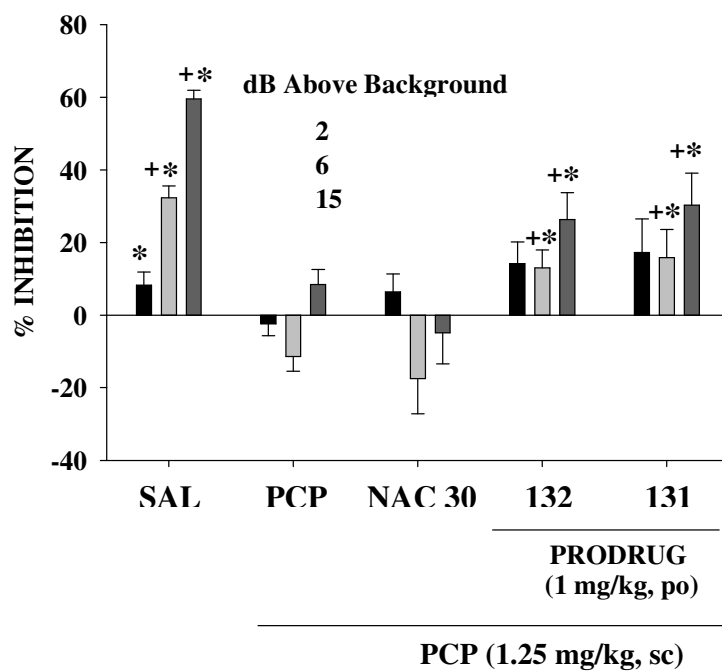 80
60
40
20
0
-20
-40
% INHIBITION
dB Above Background
2
6
15
*
+*
+*
+*
+*
+*
+*
SAL PCP NAC 30 132 131
PRODRUG
(1 mg/kg, po)
PCP (1.25 mg/kg, sc)